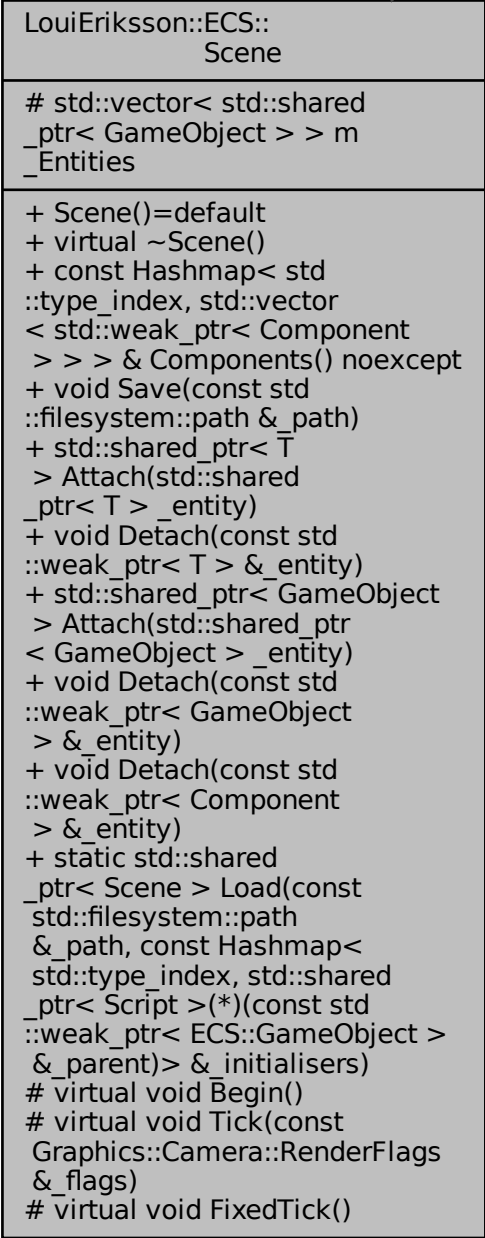 LouiEriksson::ECS::
Scene
# std::vector< std::shared
_ptr< GameObject > > m
_Entities
+ Scene()=default
+ virtual ~Scene()
+ const Hashmap< std
::type_index, std::vector
< std::weak_ptr< Component
> > > & Components() noexcept
+ void Save(const std
::filesystem::path &_path)
+ std::shared_ptr< T
> Attach(std::shared
_ptr< T > _entity)
+ void Detach(const std
::weak_ptr< T > &_entity)
+ std::shared_ptr< GameObject
> Attach(std::shared_ptr
< GameObject > _entity)
+ void Detach(const std
::weak_ptr< GameObject
> &_entity)
+ void Detach(const std
::weak_ptr< Component
> &_entity)
+ static std::shared
_ptr< Scene > Load(const
std::filesystem::path
&_path, const Hashmap<
std::type_index, std::shared
_ptr< Script >(*)(const std
::weak_ptr< ECS::GameObject >
&_parent)> &_initialisers)
# virtual void Begin()
# virtual void Tick(const
Graphics::Camera::RenderFlags
&_flags)
# virtual void FixedTick()